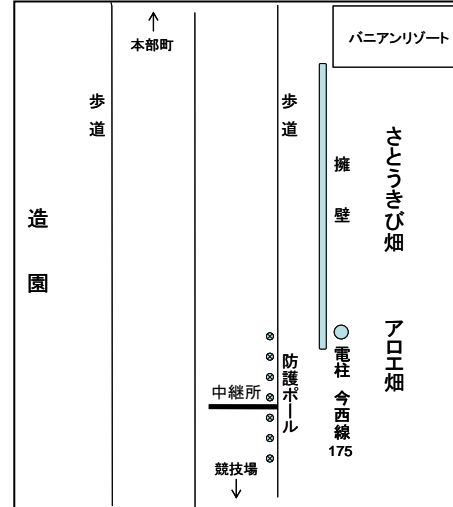 本部町
バニアンリゾート
歩道
歩道
擁壁
さとうきび畑
造園
アロエ畑
防護ポール
電柱 今西線
175
中継所
競技場